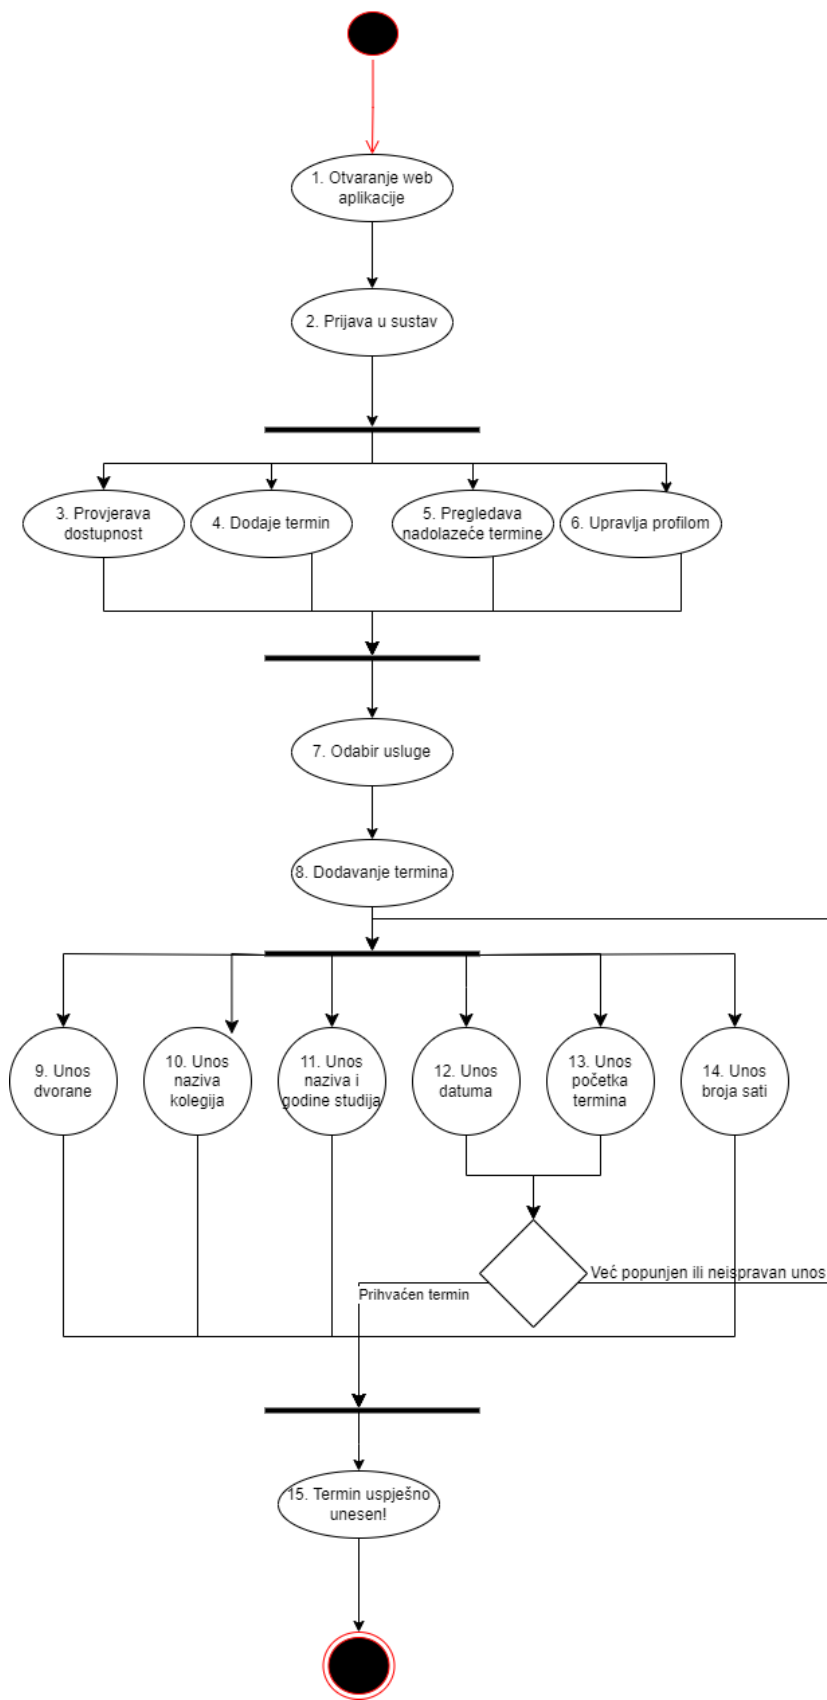 1. Otvaranje web
aplikacije
2. Prijava u sustav
3. Provjerava
dostupnost
4. Dodaje termin
5. Pregledava
nadolazeće termine
6. Upravlja profilom
7. Odabir usluge
8. Dodavanje termina
9. Unos
dvorane
10. Unos
naziva
kolegija
11. Unos
naziva i
godine studija
12. Unos
datuma
13. Unos
početka
termina
14. Unos
broja sati
Već popunjen ili neispravan unos
Prihvaćen termin
15. Termin uspješno
unesen!